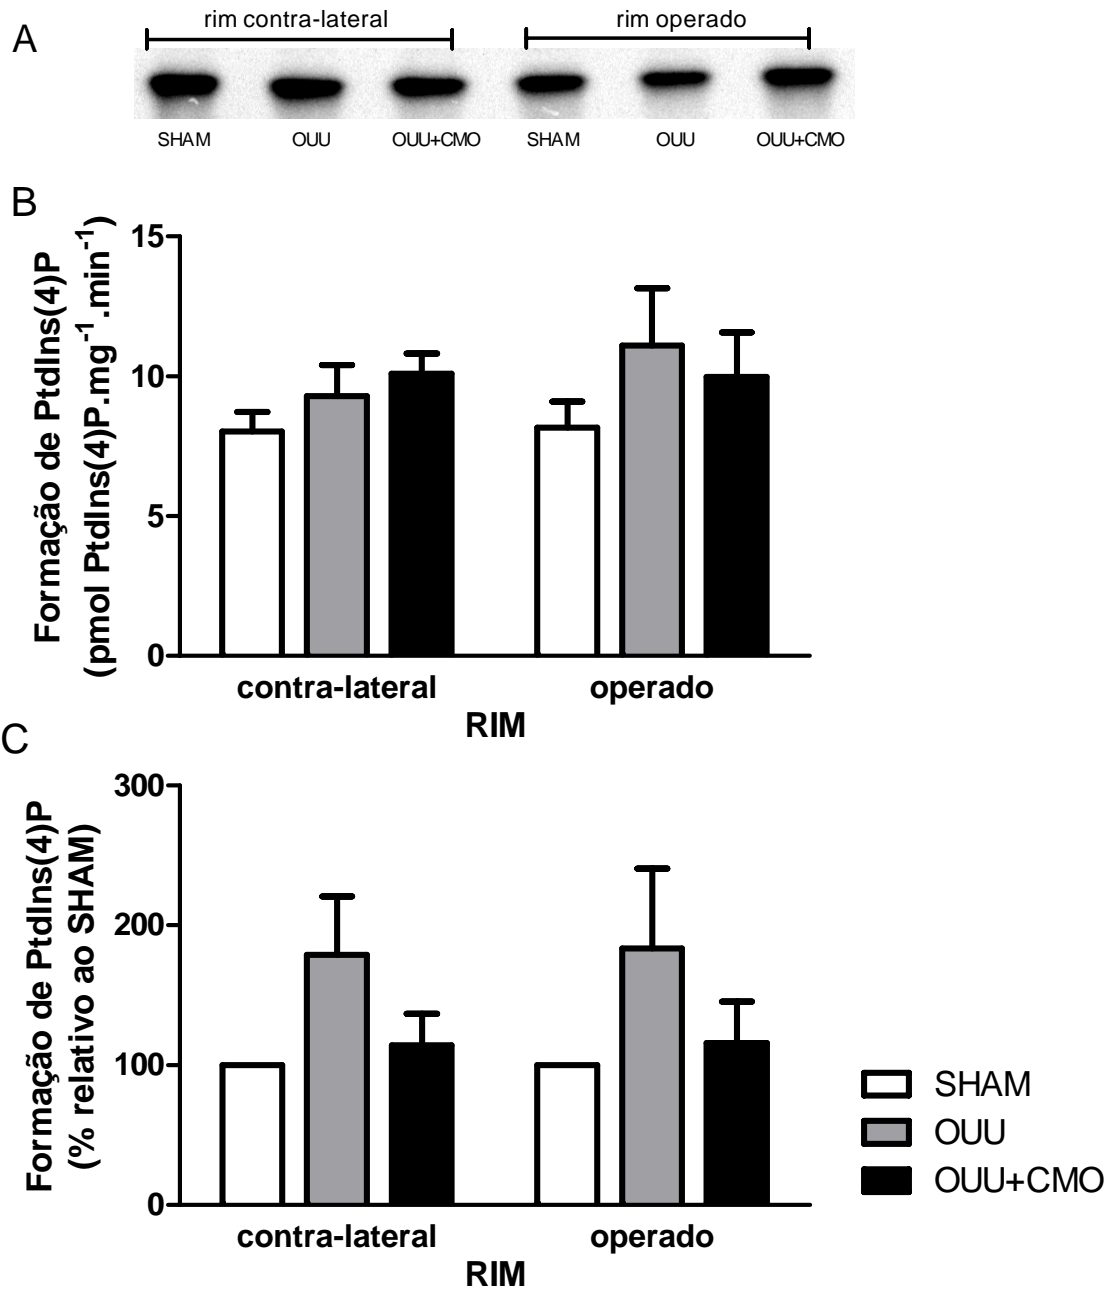 A
rim contra-lateral
rim operado
SHAM OUU OUU+CMO SHAM OUU OUU+CMO
B
Formação de PtdIns(4)P
(pmol PtdIns(4)P.mg⁻¹.min⁻¹)
15
10
5
0
contra-lateral operado
RIM
C
Formação de PtdIns(4)P
(% relativo ao SHAM)
300
200
100
0
contra-lateral operado
RIM
SHAM
OUU
OUU+CMO